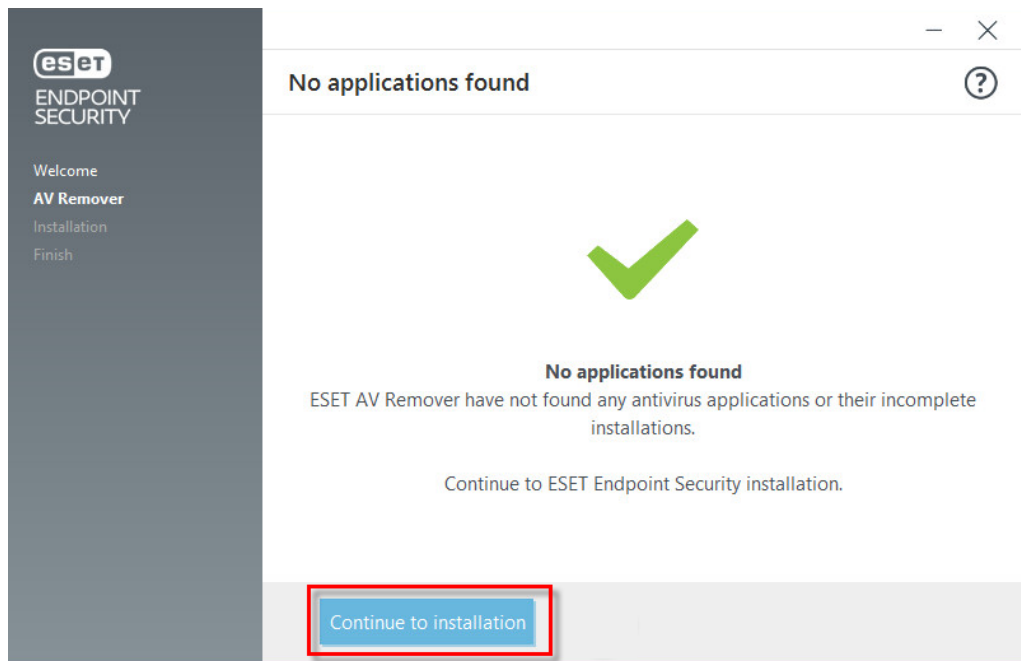 eset
ENDPOINT
SECURITY
Welcome
AV Remover
Installation
Finish
No applications found
?
No applications found
ESET AV Remover have not found any antivirus applications or their incomplete
installations.
Continue to ESET Endpoint Security installation.
Continue to installation